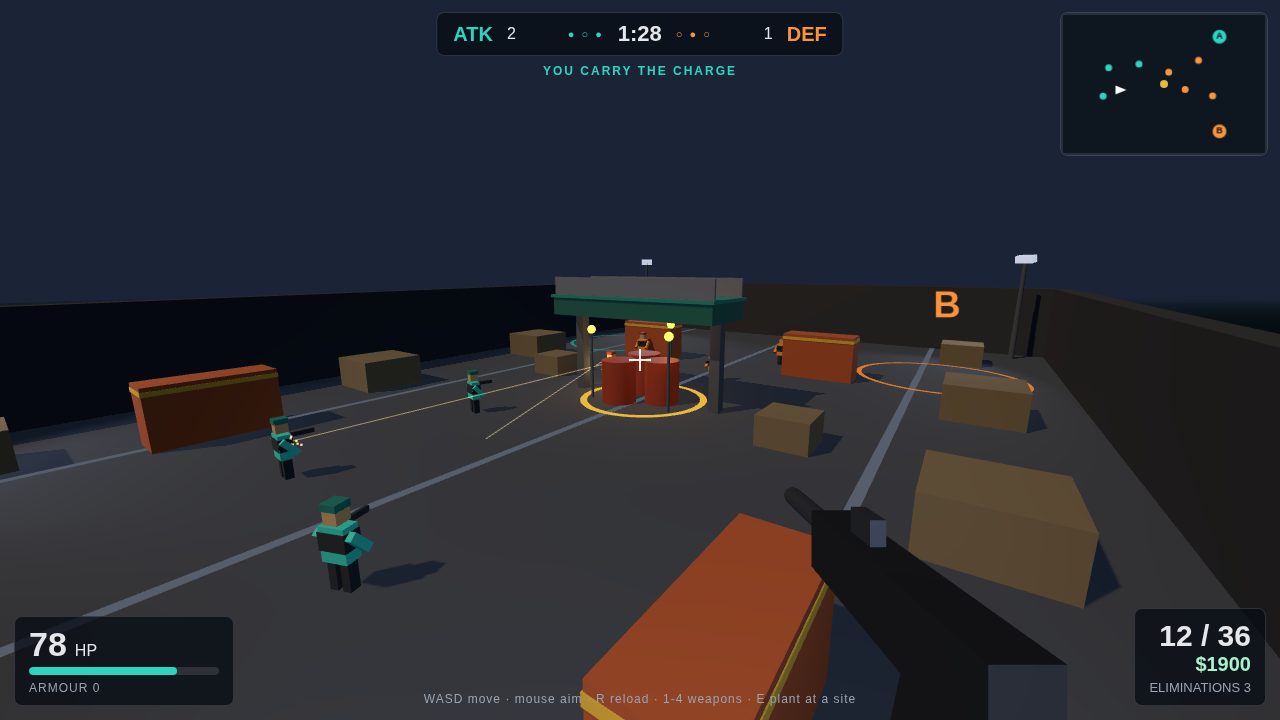 ATK 2 1:28 1 DEF
YOU CARRY THE CHARGE
A
B
B
78 HP
ARMOUR 0
12 / 36
$1900
ELIMINATIONS 3
WASD move · mouse aim · R reload · 1-4 weapons · E plant at a site